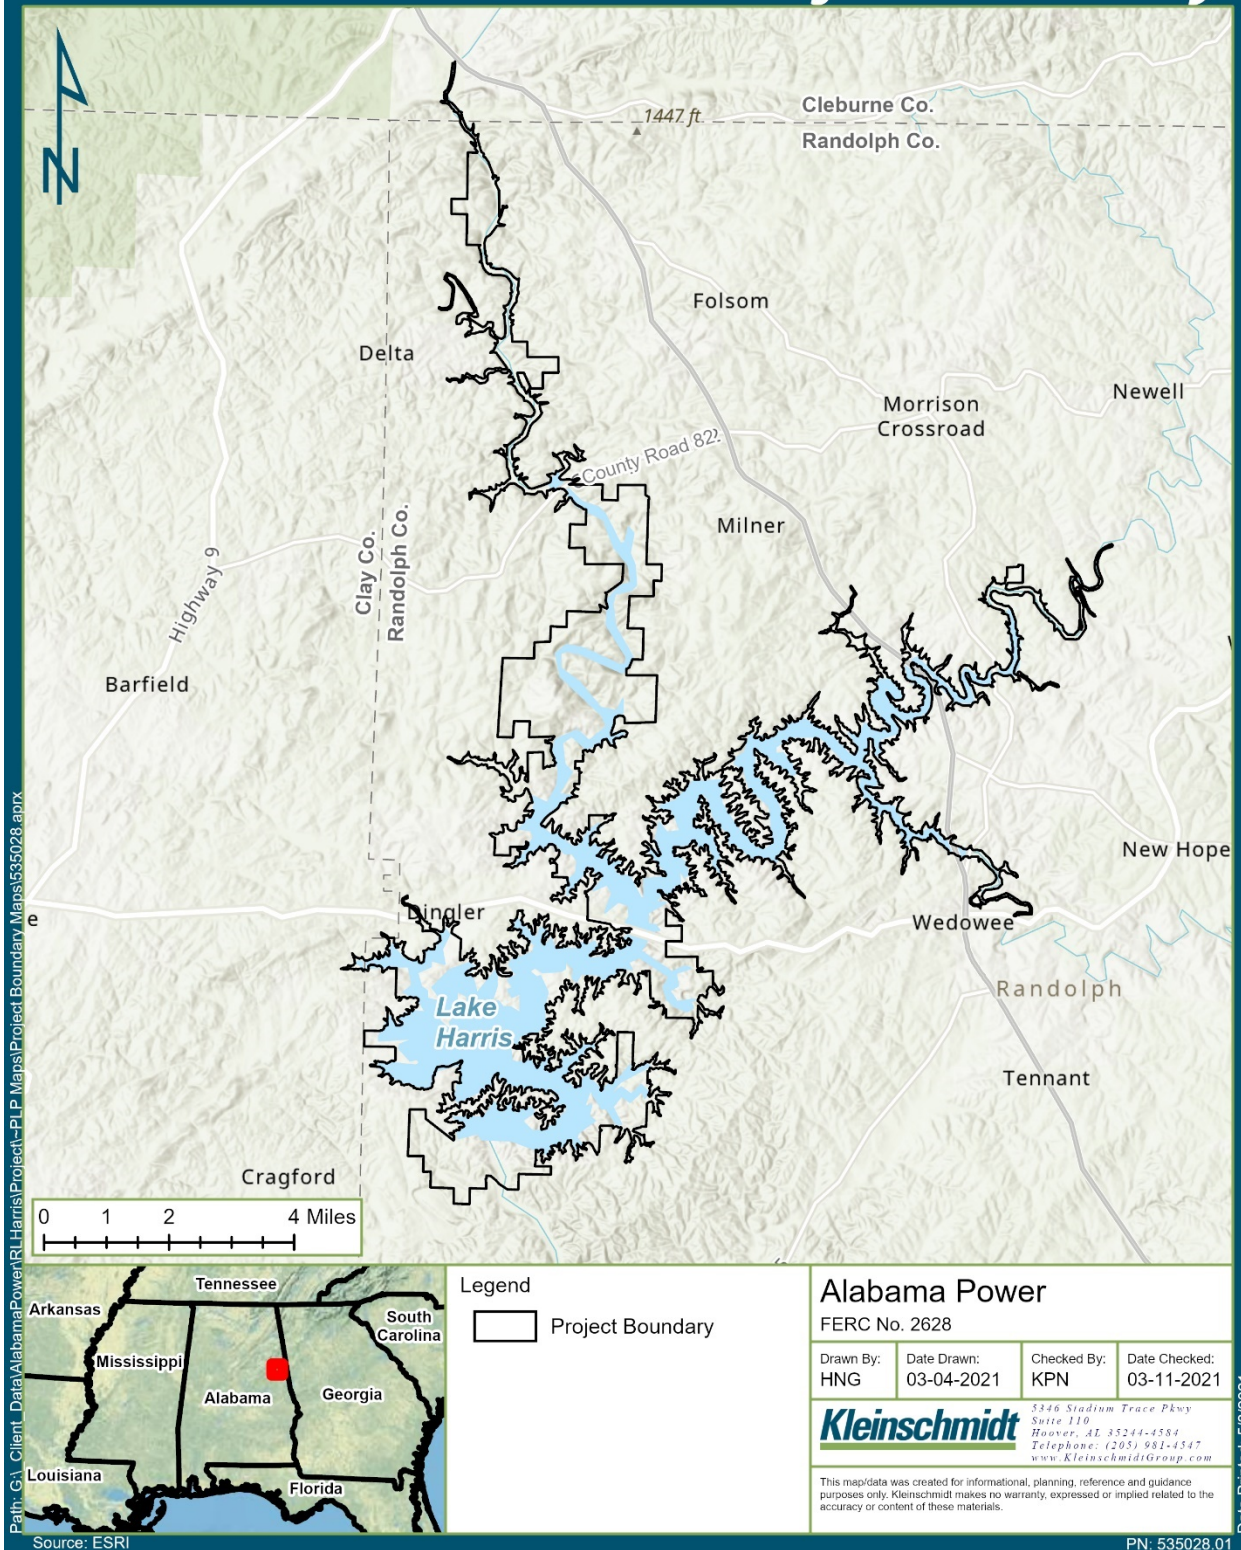 N
Cleburne Co.
1447 ft
Randolph Co.
Folsom
Delta
Newell
Morrison
Crossroad
County Road 82
Milner
Clay Co.
Randolph Co.
Highway 9
Barfield
New Hope
Dingler
e
Wedowee
Lake
Harris
Randolph
Tennant
Cragford
0 1 2 4 Miles
Path: G:\_Client_Data\AlabamaPower\RLHarris\Project\~PLP Maps\Project Boundary Maps\535028.aprx
Tennessee
Arkansas
South
Carolina
Mississippi
Alabama
Georgia
Louisiana
Florida
Legend
Project Boundary
Alabama Power
FERC No. 2628
Drawn By:
HNG
Date Drawn:
03-04-2021
Checked By:
KPN
Date Checked:
03-11-2021
Kleinschmidt
5346 Stadium Trace Pkwy
Suite 110
Hoover, AL 35244-4584
Telephone: (205) 981-4547
www.KleinschmidtGroup.com
This map/data was created for informational, planning, reference and guidance
purposes only. Kleinschmidt makes no warranty, expressed or implied related to the
accuracy or content of these materials.
Source: ESRI
PN: 535028.01